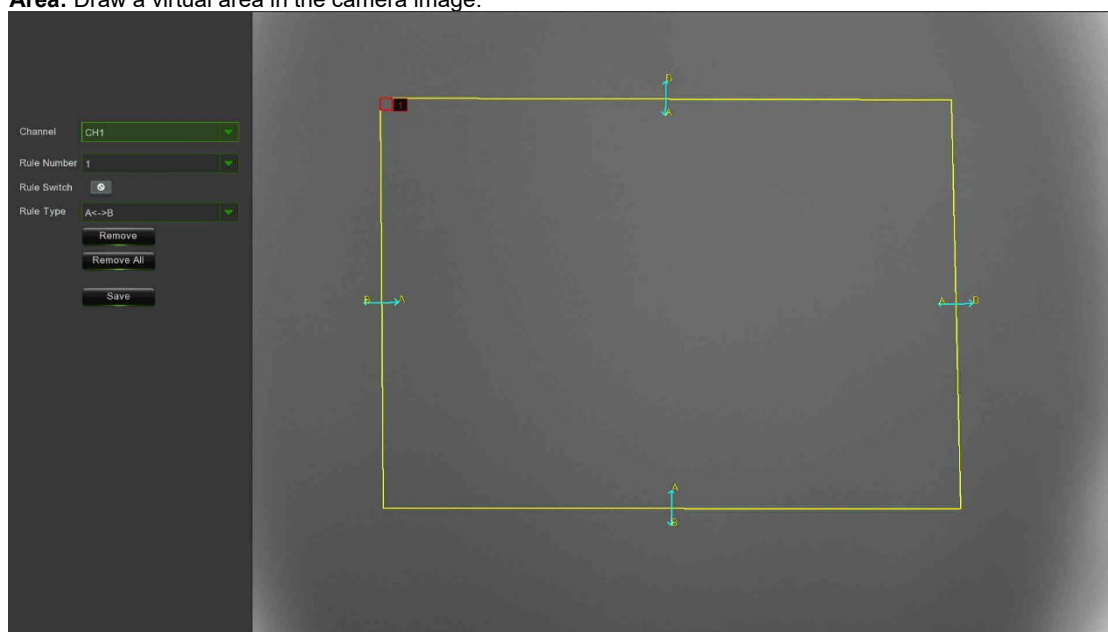 Area: Draw a virtual area in the camera image.
1
B
A
Channel CH1
Rule Number 1
Rule Switch
Rule Type A<->B
Remove
Remove All
Save
B A
A B
A
B